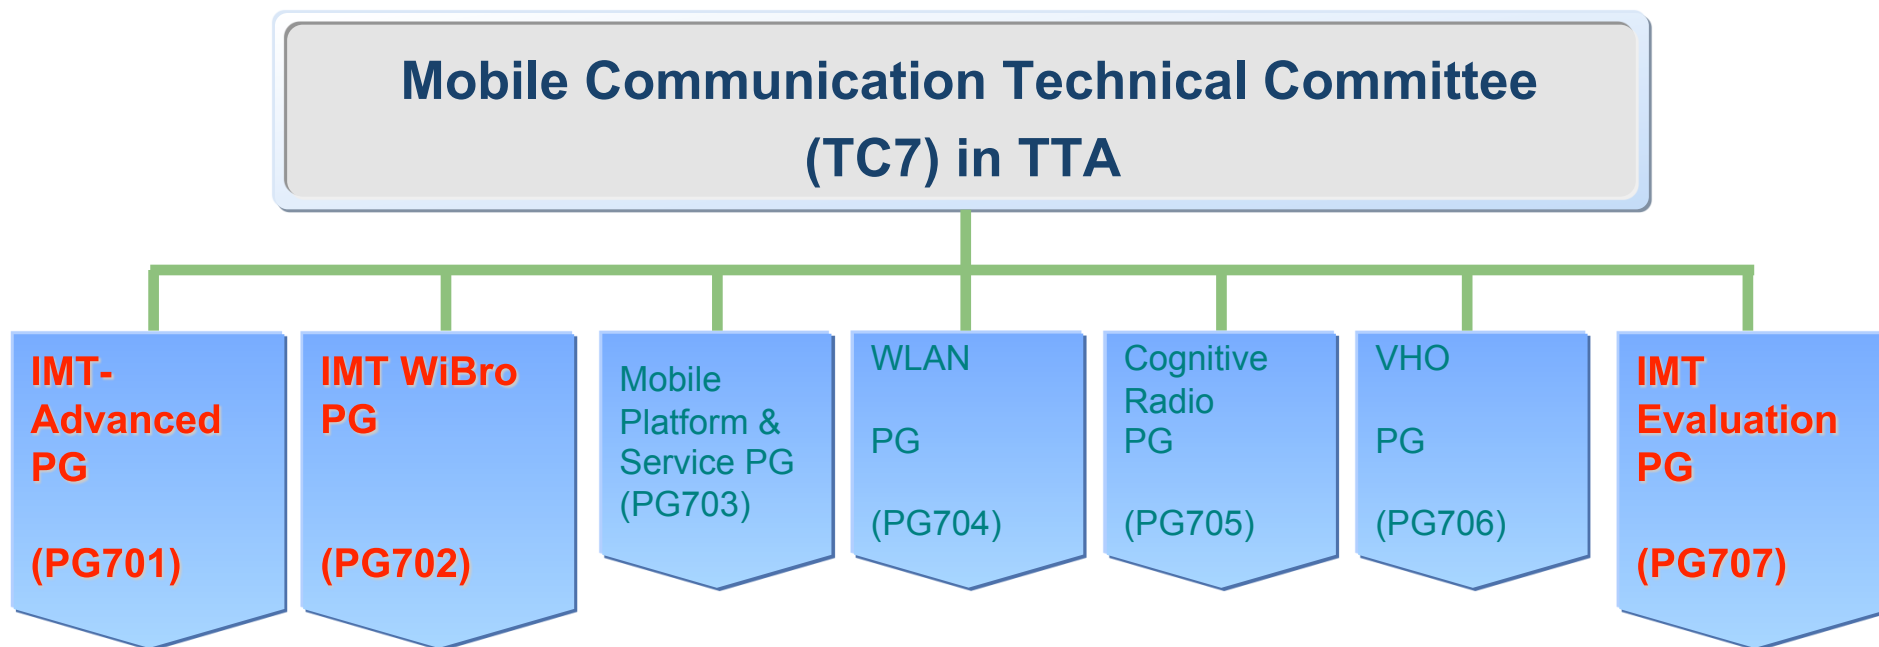 Mobile Communication Technical Committee
(TC7) in TTA
IMT-
Advanced
PG
(PG701)
IMT WiBro
PG
(PG702)
Mobile
Platform &
Service PG
(PG703)
WLAN
PG
(PG704)
Cognitive
Radio
PG
(PG705)
VHO
PG
(PG706)
IMT
Evaluation
PG
(PG707)